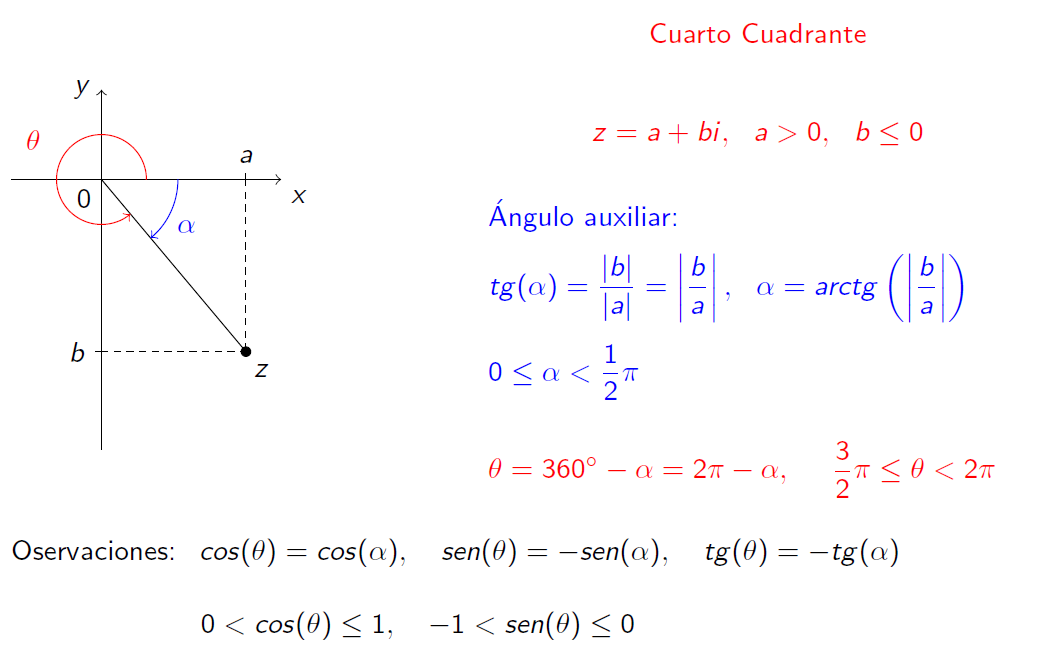 Cuarto Cuadrante
y
θ
a
z = a + bi, a > 0, b ≤ 0
0
x
α
Ángulo auxiliar:
tg(α) = |b|/|a| = |b/a|, α = arctg(|b/a|)
b
z
0 ≤ α < 1/2 π
θ = 360° − α = 2π − α, 3/2 π ≤ θ < 2π
Oservaciones: cos(θ) = cos(α), sen(θ) = −sen(α), tg(θ) = −tg(α)
0 < cos(θ) ≤ 1, −1 < sen(θ) ≤ 0